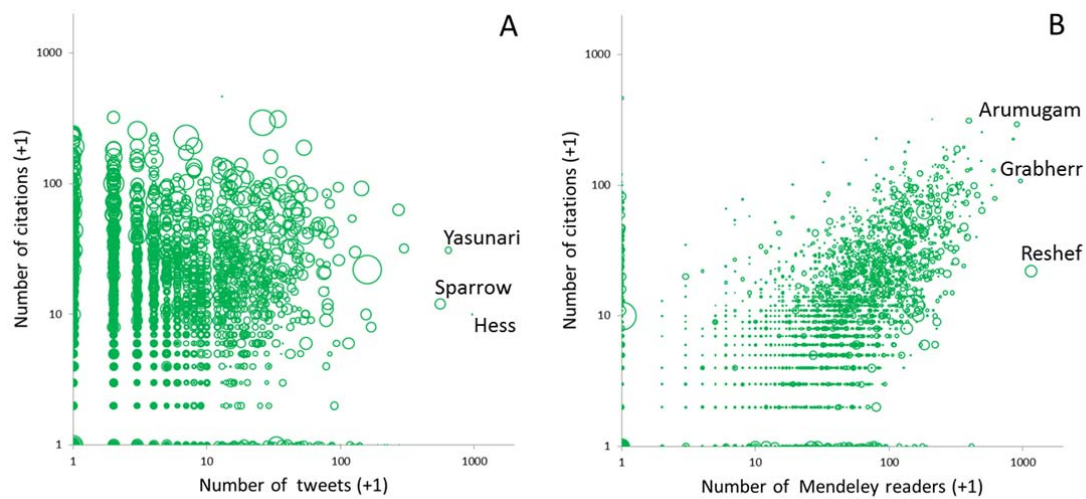 A
1000
100
10
1
1
10
100
1000
Number of citations (+1)
Number of tweets (+1)
Yasunari
Sparrow
Hess
B
1000
100
10
1
1
10
100
1000
Number of citations (+1)
Number of Mendeley readers (+1)
Arumugam
Grabherr
Reshef